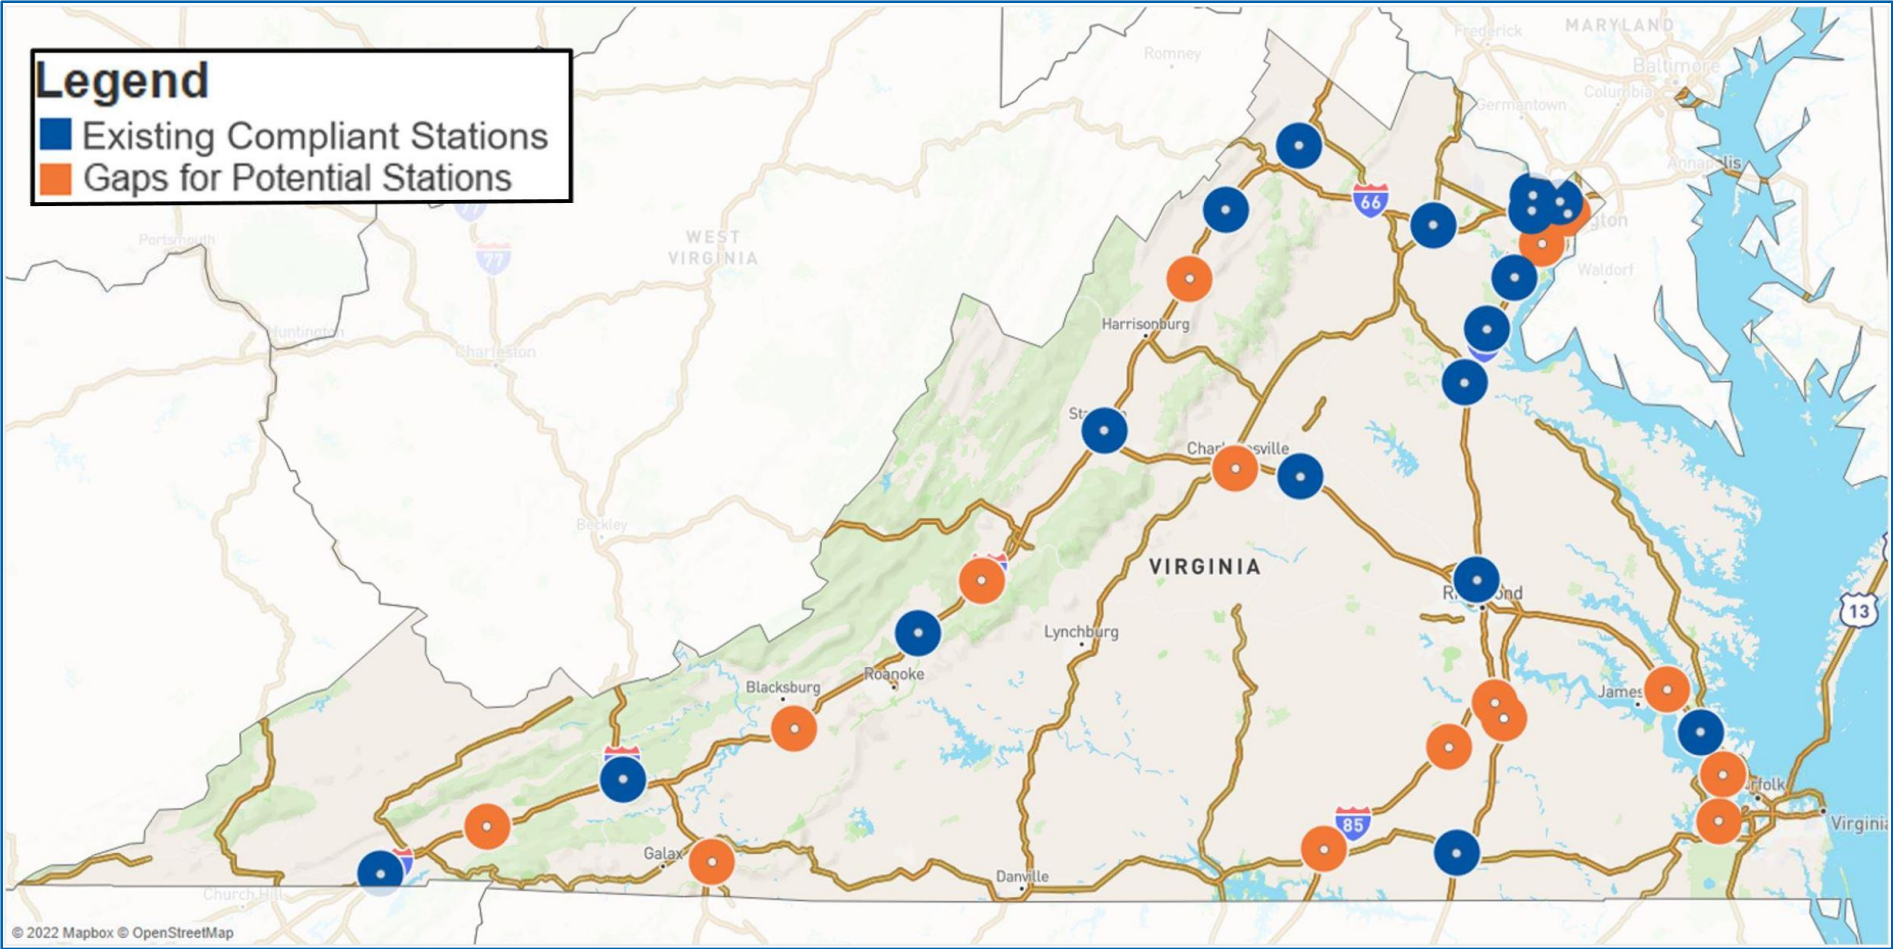 Legend
Existing Compliant Stations
Gaps for Potential Stations
MARYLAND
Frederick
Romney
Baltimore
Columbia
Germantown
Annapolis
66
Portsmouth
WEST
VIRGINIA
77
77
Waldorf
Huntington
Harrisonburg
Charleston
Beckley
VIRGINIA
13
Lynchburg
Roanoke
Blacksburg
85
Galax
Danville
Church Hill
© 2022 Mapbox © OpenStreetMap